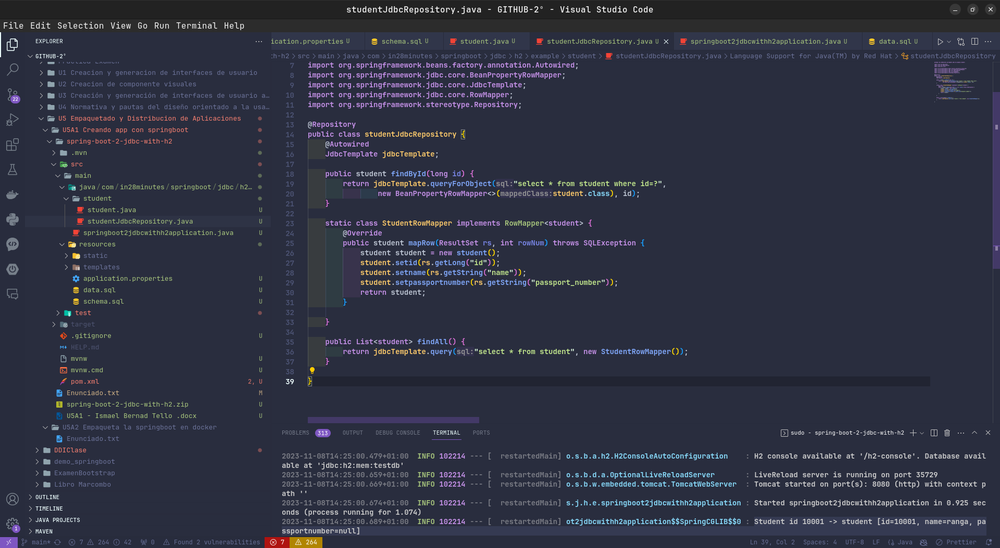 studentJdbcRepository.java - GITHUB-2° - Visual Studio Code
File Edit Selection View Go Run Terminal Help
EXPLORER
GITHUB-2°
Practica Examen
U1 Creacion y generacion de interfaces de usuario
U2 Creacion de componente visuales
U3 Creación y generación de interfaces de usuario a…
U4 Normativa y pautas del diseño orientado a la usa…
U5 Empaquetado y Distribucion de Aplicaciones
U5A1 Creando app con springboot
spring-boot-2-jdbc-with-h2
.mvn
src
main
java/com/in28minutes/springboot/jdbc/h2…
student
student.java U
studentJdbcRepository.java U
springboot2jdbcwithh2application.java U
resources
static
templates
application.properties U
data.sql U
schema.sql U
test
target
.gitignore U
HELP.md
mvnw U
mvnw.cmd U
pom.xml 2, U
Enunciado.txt M
spring-boot-2-jdbc-with-h2.zip U
U5A1 - Ismael Bernad Tello .docx U
U5A2 Empaqueta la springboot en docker
Enunciado.txt
DDIClase
demo_springboot
ExamenBootstrap
Libro Marcombo
OUTLINE
TIMELINE
JAVA PROJECTS
MAVEN
22
1
ication.properties U schema.sql U student.java U studentJdbcRepository.java U springboot2jdbcwithh2application.java U data.sql U
th-h2 > src > main > java > com > in28minutes > springboot > jdbc > h2 > example > student > studentJdbcRepository.java > Language Support for Java(TM) by Red Hat > studentJdbcRepository
7 import org.springframework.beans.factory.annotation.Autowired;
8 import org.springframework.jdbc.core.BeanPropertyRowMapper;
9 import org.springframework.jdbc.core.JdbcTemplate;
10 import org.springframework.jdbc.core.RowMapper;
11 import org.springframework.stereotype.Repository;
12
13 @Repository
14 public class studentJdbcRepository {
15 @Autowired
16 JdbcTemplate jdbcTemplate;
17
18 public student findById(long id) {
19 return jdbcTemplate.queryForObject(sql:"select * from student where id=?",
20 new BeanPropertyRowMapper<>(mappedClass:student.class), id);
21 }
22
23 static class StudentRowMapper implements RowMapper<student> {
24 @Override
25 public student mapRow(ResultSet rs, int rowNum) throws SQLException {
26 student student = new student();
27 student.setid(rs.getLong("id"));
28 student.setname(rs.getString("name"));
29 student.setpassportnumber(rs.getString("passport_number"));
30 return student;
31 }
32
33 }
34
35 public List<student> findAll() {
36 return jdbcTemplate.query(sql:"select * from student", new StudentRowMapper());
37 }
38
39 }
PROBLEMS 313 OUTPUT DEBUG CONSOLE TERMINAL PORTS
sudo - spring-boot-2-jdbc-with-h2
2023-11-08T14:25:00.479+01:00 INFO 102214 --- [ restartedMain] o.s.b.a.h2.H2ConsoleAutoConfiguration : H2 console available at '/h2-console'. Database avail
able at 'jdbc:h2:mem:testdb'
2023-11-08T14:25:00.659+01:00 INFO 102214 --- [ restartedMain] o.s.b.d.a.OptionalLiveReloadServer : LiveReload server is running on port 35729
2023-11-08T14:25:00.669+01:00 INFO 102214 --- [ restartedMain] o.s.b.w.embedded.tomcat.TomcatWebServer : Tomcat started on port(s): 8080 (http) with context p
ath ''
2023-11-08T14:25:00.674+01:00 INFO 102214 --- [ restartedMain] s.j.h.e.springboot2jdbcwithh2application : Started springboot2jdbcwithh2application in 0.925 sec
onds (process running for 1.074)
2023-11-08T14:25:00.689+01:00 INFO 102214 --- [ restartedMain] ot2jdbcwithh2application$$SpringCGLIB$$0 : Student id 10001 -> student [id=10001, name=ranga, pa
ssportnumber=null]
main* 7 264 42 0 Found 2 vulnerabilities 7 264 Ln 39, Col 2 Spaces: 4 UTF-8 LF Java Prettier